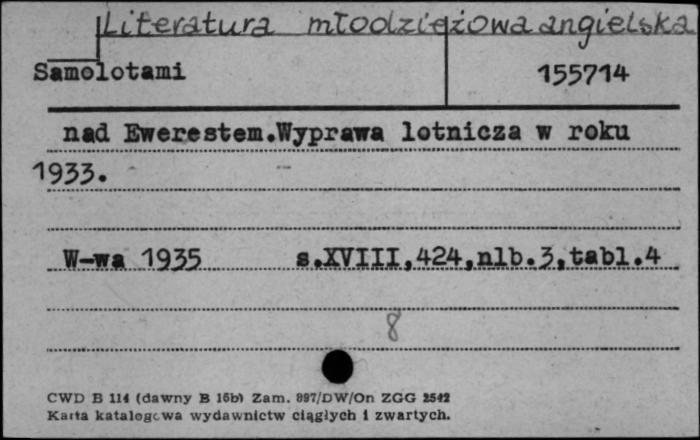 Literatura młodzieżowa angielska
Samolotami 155714
nad Ewerestem.Wyprawa lotnicza w roku
1933.
W-wa 1935 s.XVIII,424,nlb.3,tabl.4
8
CWD B 114 (dawny B 16b) Zam. 897/DW/On ZGG 2542
Karta katalogowa wydawnictw ciągłych i zwartych.